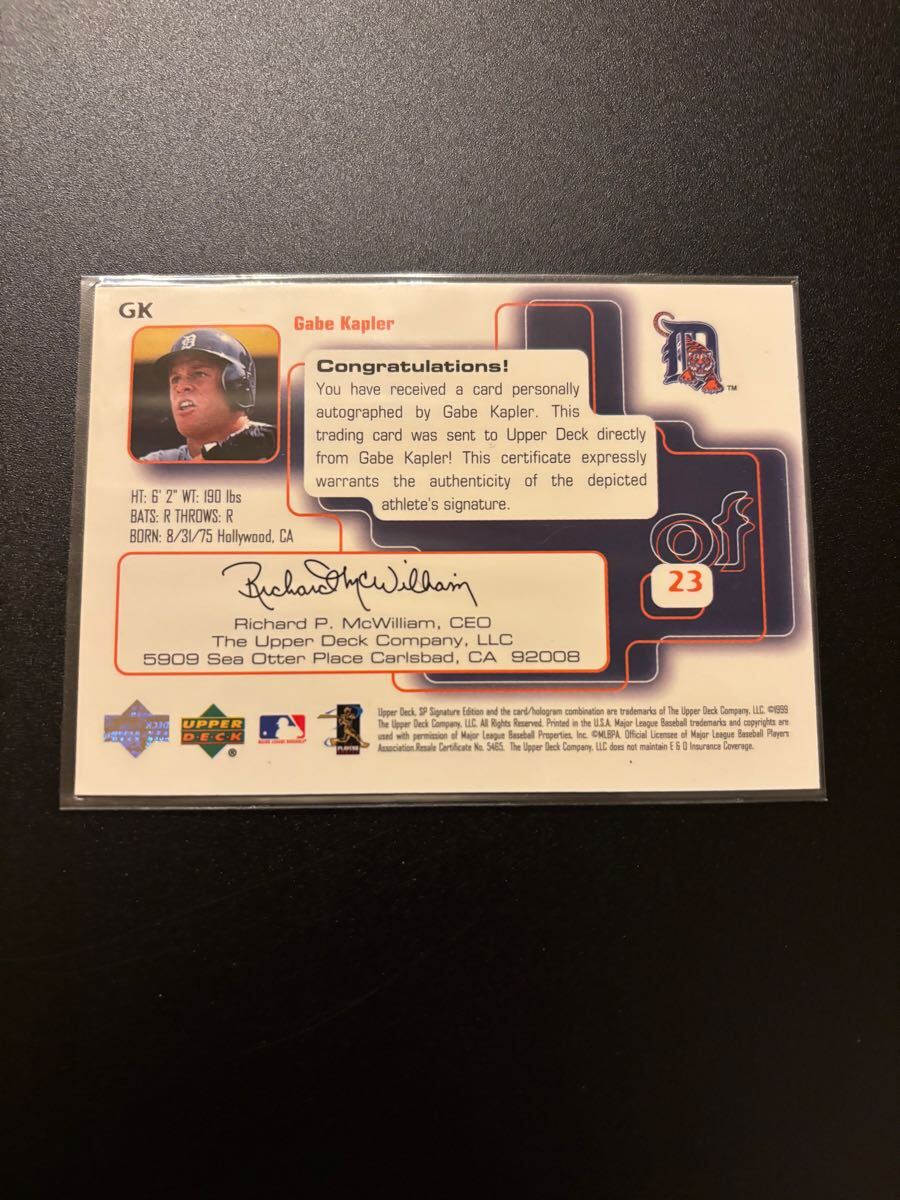 GK
Gabe Kapler
Congratulations!
You have received a card personally
autographed by Gabe Kapler. This
trading card was sent to Upper Deck directly
from Gabe Kapler! This certificate expressly
warrants the authenticity of the depicted
athlete's signature.
D
TM
HT: 6' 2" WT: 190 lbs
BATS: R THROWS: R
BORN: 8/31/75 Hollywood, CA
of
23
Richard McWilliam
Richard P. McWilliam, CEO
The Upper Deck Company, LLC
5909 Sea Otter Place Carlsbad, CA 92008
UPPER
DECK
®
MAJOR LEAGUE BASEBALL
PLAYERS
Upper Deck, SP Signature Edition and the card/hologram combination are trademarks of The Upper Deck Company, LLC. ©1999
The Upper Deck Company, LLC. All Rights Reserved. Printed in the U.S.A. Major League Baseball trademarks and copyrights are
used with permission of Major League Baseball Properties, Inc. ©MLBPA. Official Licensee of Major League Baseball Players
Association.Resale Certificate No. 5465. The Upper Deck Company, LLC does not maintain E & O Insurance Coverage.